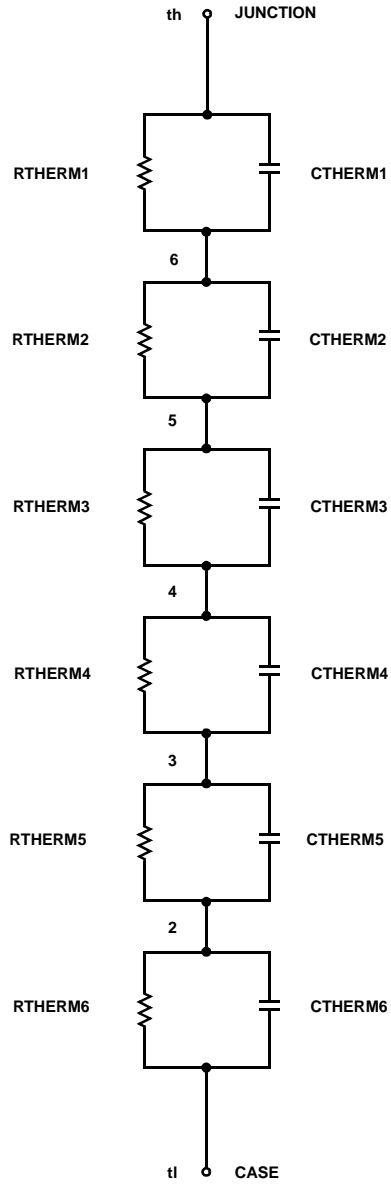 th JUNCTION
RTHERM1 CTHERM1
6
RTHERM2 CTHERM2
5
RTHERM3 CTHERM3
4
RTHERM4 CTHERM4
3
RTHERM5 CTHERM5
2
RTHERM6 CTHERM6
tl CASE